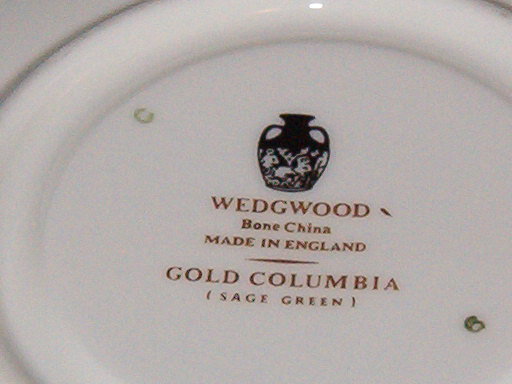 WEDGWOOD
Bone China
MADE IN ENGLAND
GOLD COLUMBIA
(SAGE GREEN)